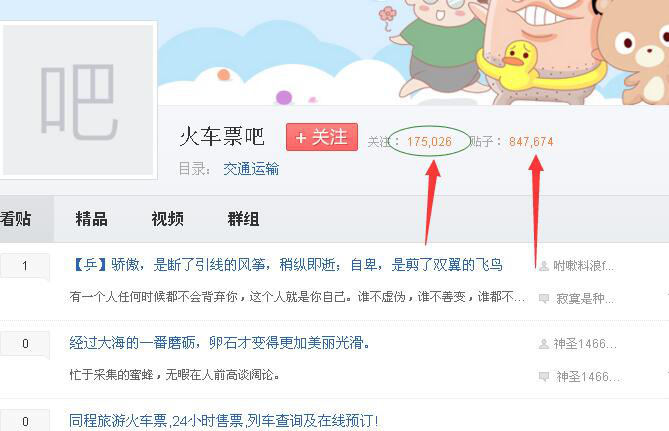 吧
火车票吧
+ 关注
关注： 175,026 贴子： 847,674
目录： 交通运输
看贴 精品 视频 群组
1 【乒】骄傲，是断了引线的风筝，稍纵即逝；自卑，是剪了双翼的飞鸟 咐嗽料浪f...
有一个人任何时候都不会背弃你，这个人就是你自己。谁不虚伪，谁不善变，谁都不... 寂寞是种...
0 经过大海的一番磨砺，卵石才变得更加美丽光滑。 神圣1466...
忙于采集的蜜蜂，无暇在人前高谈阔论。 神圣1466...
0 同程旅游火车票,24小时售票,列车查询及在线预订!